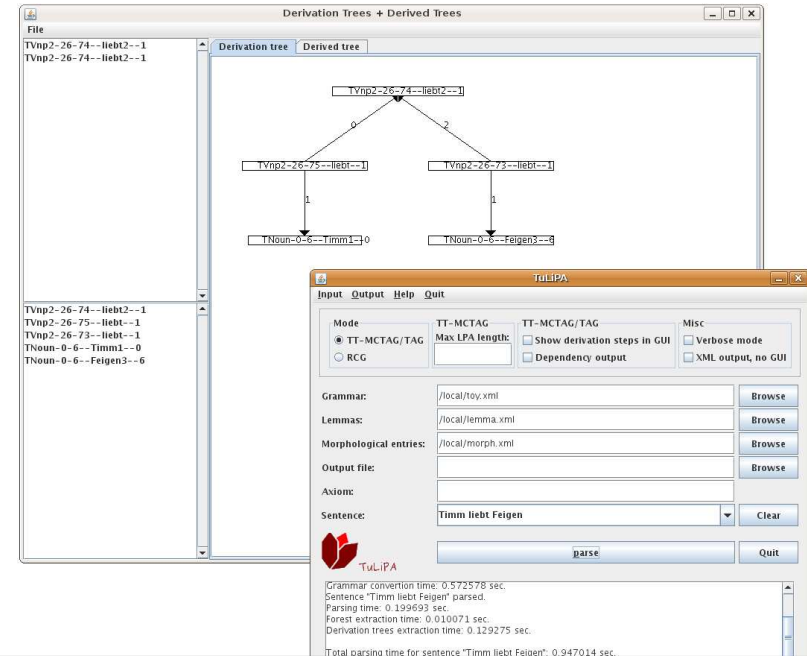 Derivation Trees + Derived Trees
File
TVnp2-26-74--liebt2--1
TVnp2-26-74--liebt2--1
Derivation tree Derived tree
TVnp2-26-74--liebt2--1
0 2
TVnp2-26-75--liebt--1 TVnp2-26-73--liebt--1
1 1
TNoun-0-6--Timm1--0 TNoun-0-6--Feigen3--6
TVnp2-26-74--liebt2--1
TVnp2-26-75--liebt--1
TVnp2-26-73--liebt--1
TNoun-0-6--Timm1--0
TNoun-0-6--Feigen3--6
TuLiPA
Input Output Help Quit
Mode TT-MCTAG TT-MCTAG/TAG Misc
TT-MCTAG/TAG Max LPA length: Show derivation steps in GUI Verbose mode
RCG Dependency output XML output, no GUI
Grammar: /local/toy.xml Browse
Lemmas: /local/lemma.xml Browse
Morphological entries: /local/morph.xml Browse
Output file: Browse
Axiom:
Sentence: Timm liebt Feigen Clear
TuLiPA parse Quit
Grammar convertion time: 0.572578 sec.
Sentence "Timm liebt Feigen" parsed.
Parsing time: 0.199693 sec.
Forest extraction time: 0.010071 sec.
Derivation trees extraction time: 0.129275 sec.
Total parsing time for sentence "Timm liebt Feigen": 0.947014 sec.